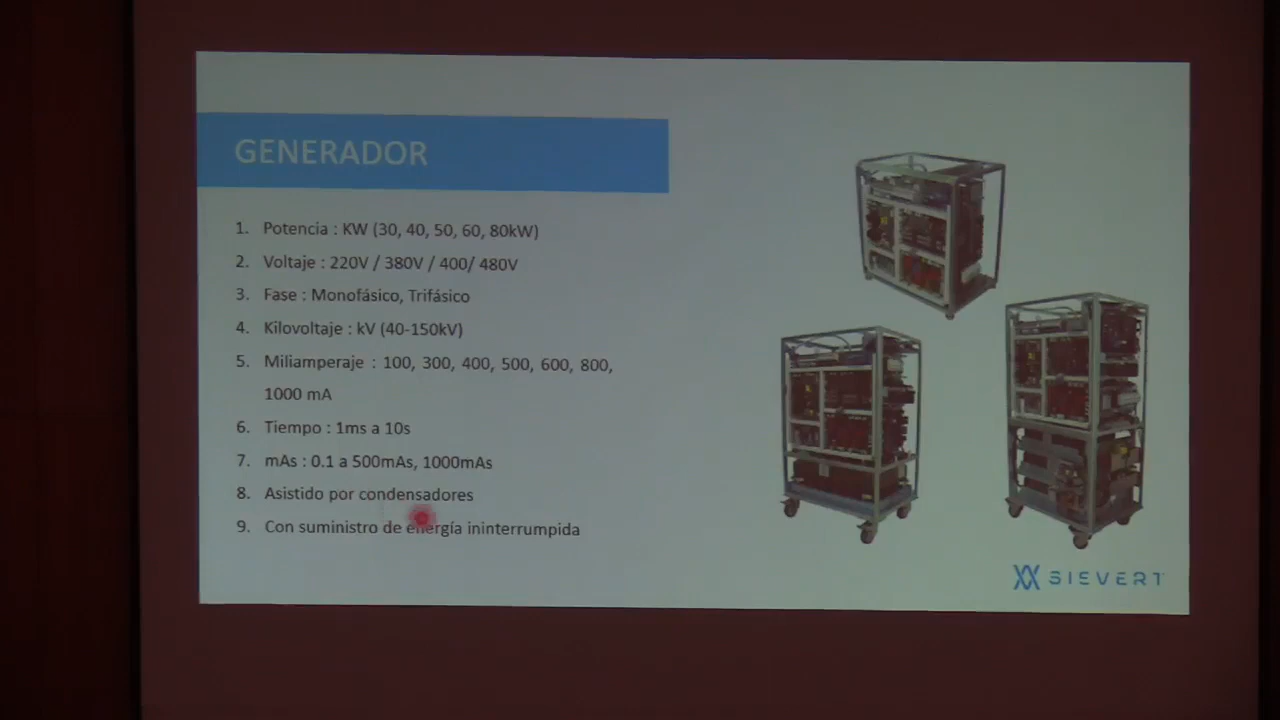 GENERADOR
1. Potencia : KW (30, 40, 50, 60, 80kW)
2. Voltaje : 220V / 380V / 400/ 480V
3. Fase : Monofásico, Trifásico
4. Kilovoltaje : kV (40-150kV)
5. Miliamperaje : 100, 300, 400, 500, 600, 800,
1000 mA
6. Tiempo : 1ms a 10s
7. mAs : 0.1 a 500mAs, 1000mAs
8. Asistido por condensadores
9. Con suministro de energía ininterrumpida
SIEVERT